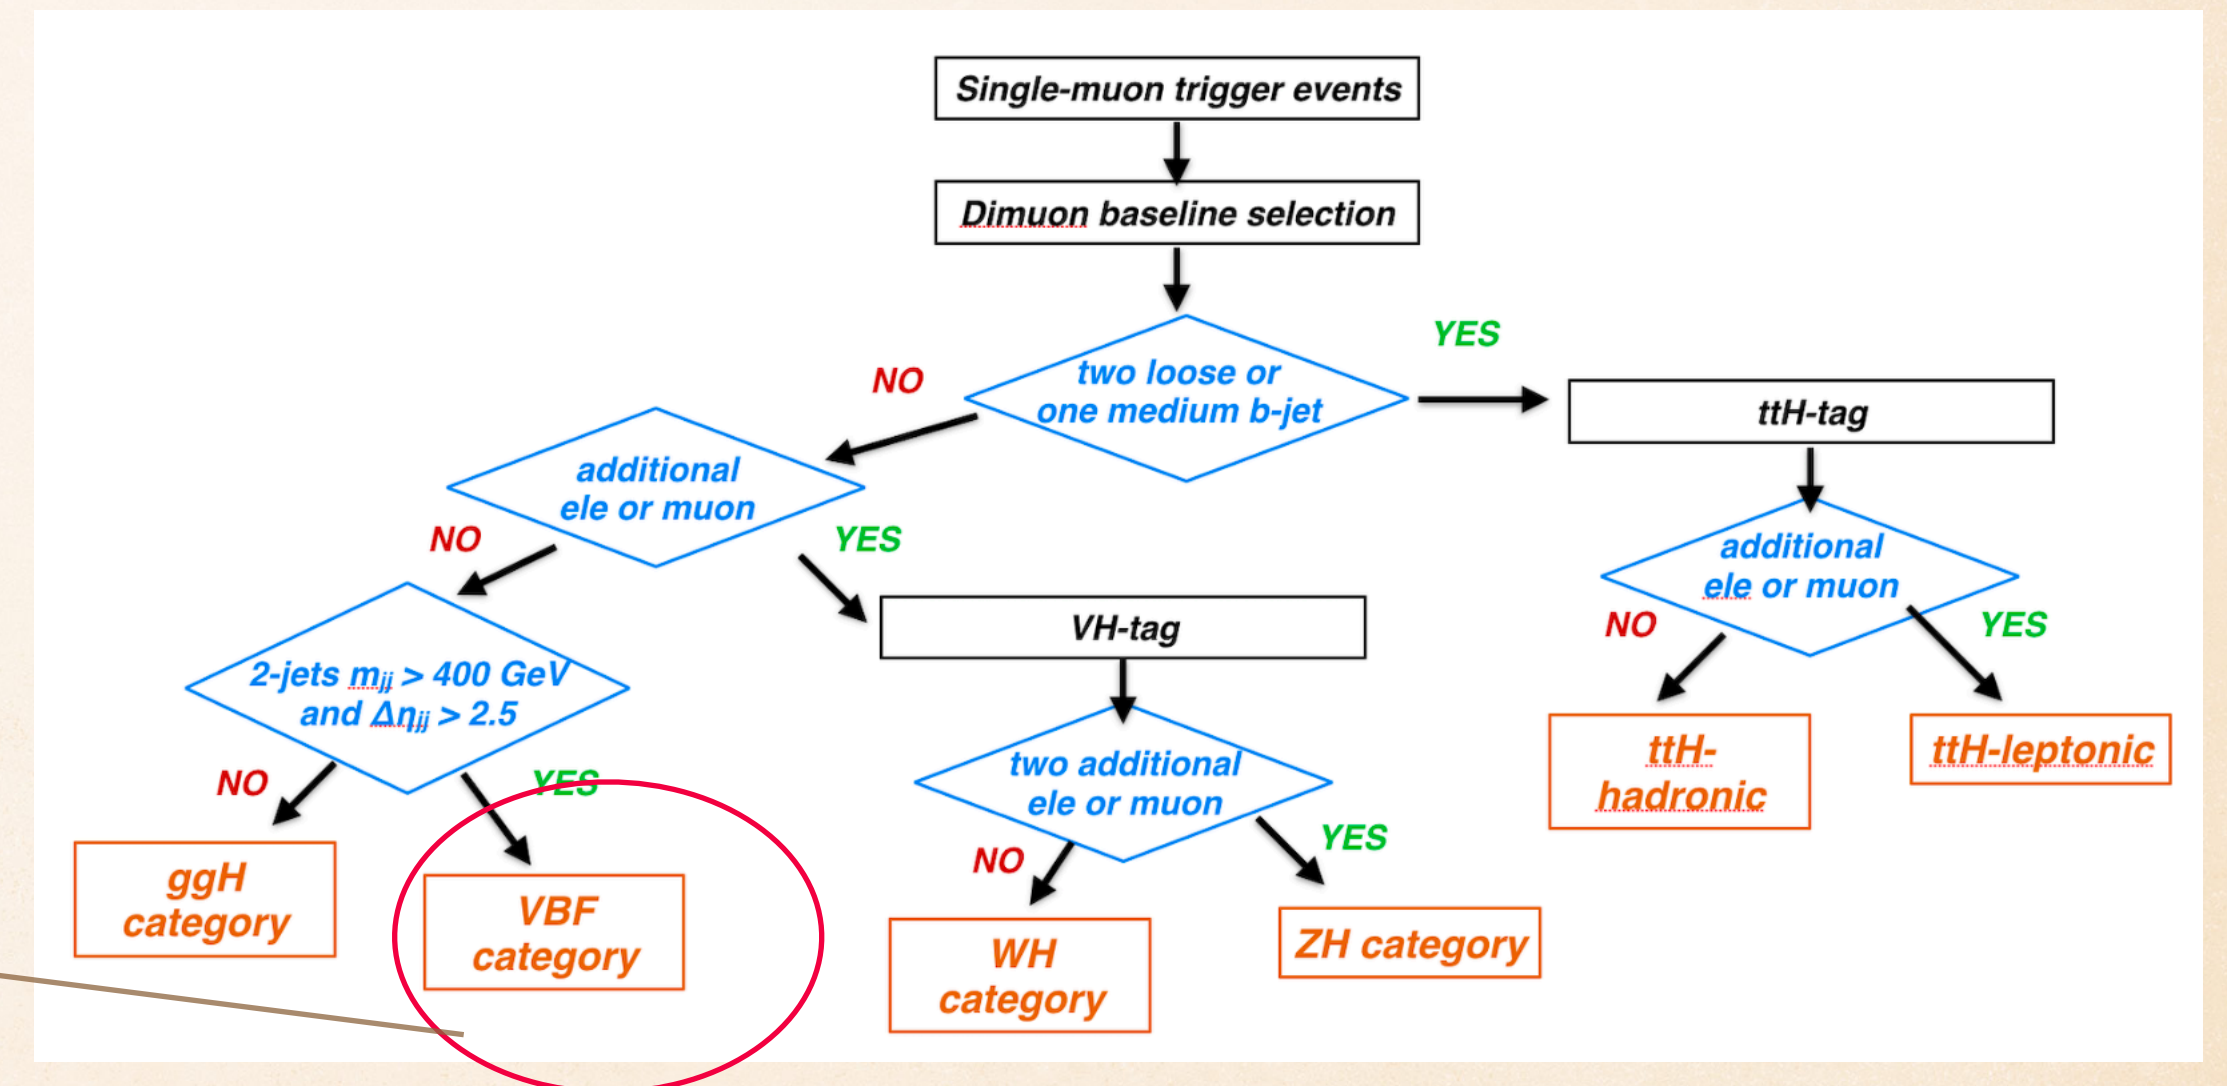 Single-muon trigger events
Dimuon baseline selection
YES
NO
two loose or
one medium b-jet
ttH-tag
additional
ele or muon
NO
YES
additional
ele or muon
NO
YES
2-jets mjj > 400 GeV
and Δηjj > 2.5
VH-tag
NO
YES
two additional
ele or muon
NO
YES
ttH-
hadronic
ttH-leptonic
ggH
category
VBF
category
WH
category
ZH category